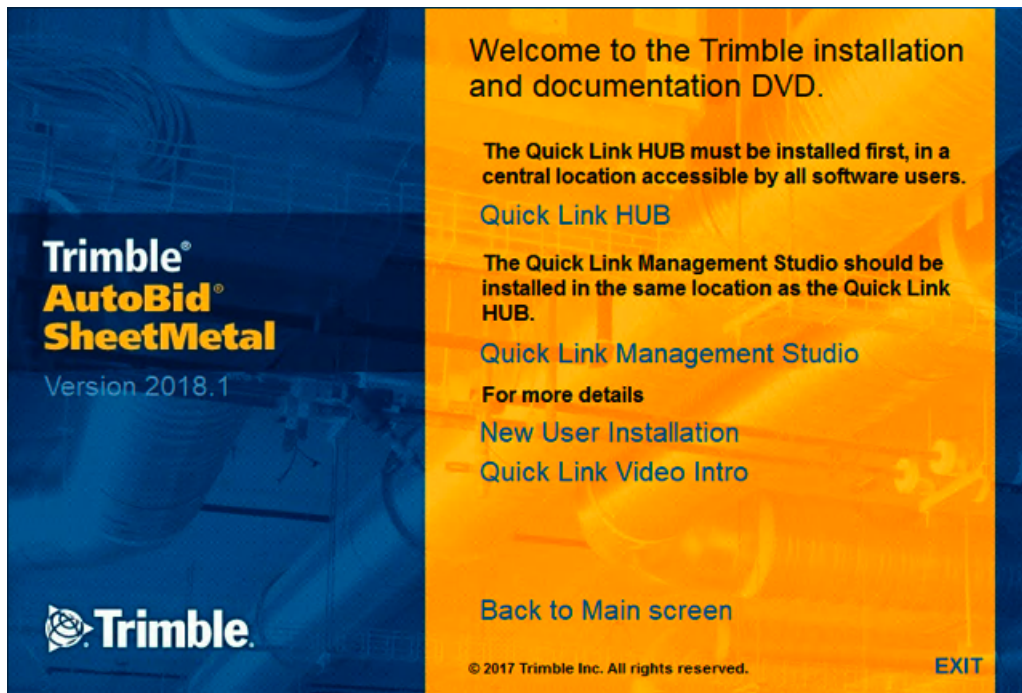 Trimble®
AutoBid®
SheetMetal
Version 2018.1
Trimble.
Welcome to the Trimble installation
and documentation DVD.
The Quick Link HUB must be installed first, in a
central location accessible by all software users.
Quick Link HUB
The Quick Link Management Studio should be
installed in the same location as the Quick Link
HUB.
Quick Link Management Studio
For more details
New User Installation
Quick Link Video Intro
Back to Main screen
© 2017 Trimble Inc. All rights reserved.
EXIT